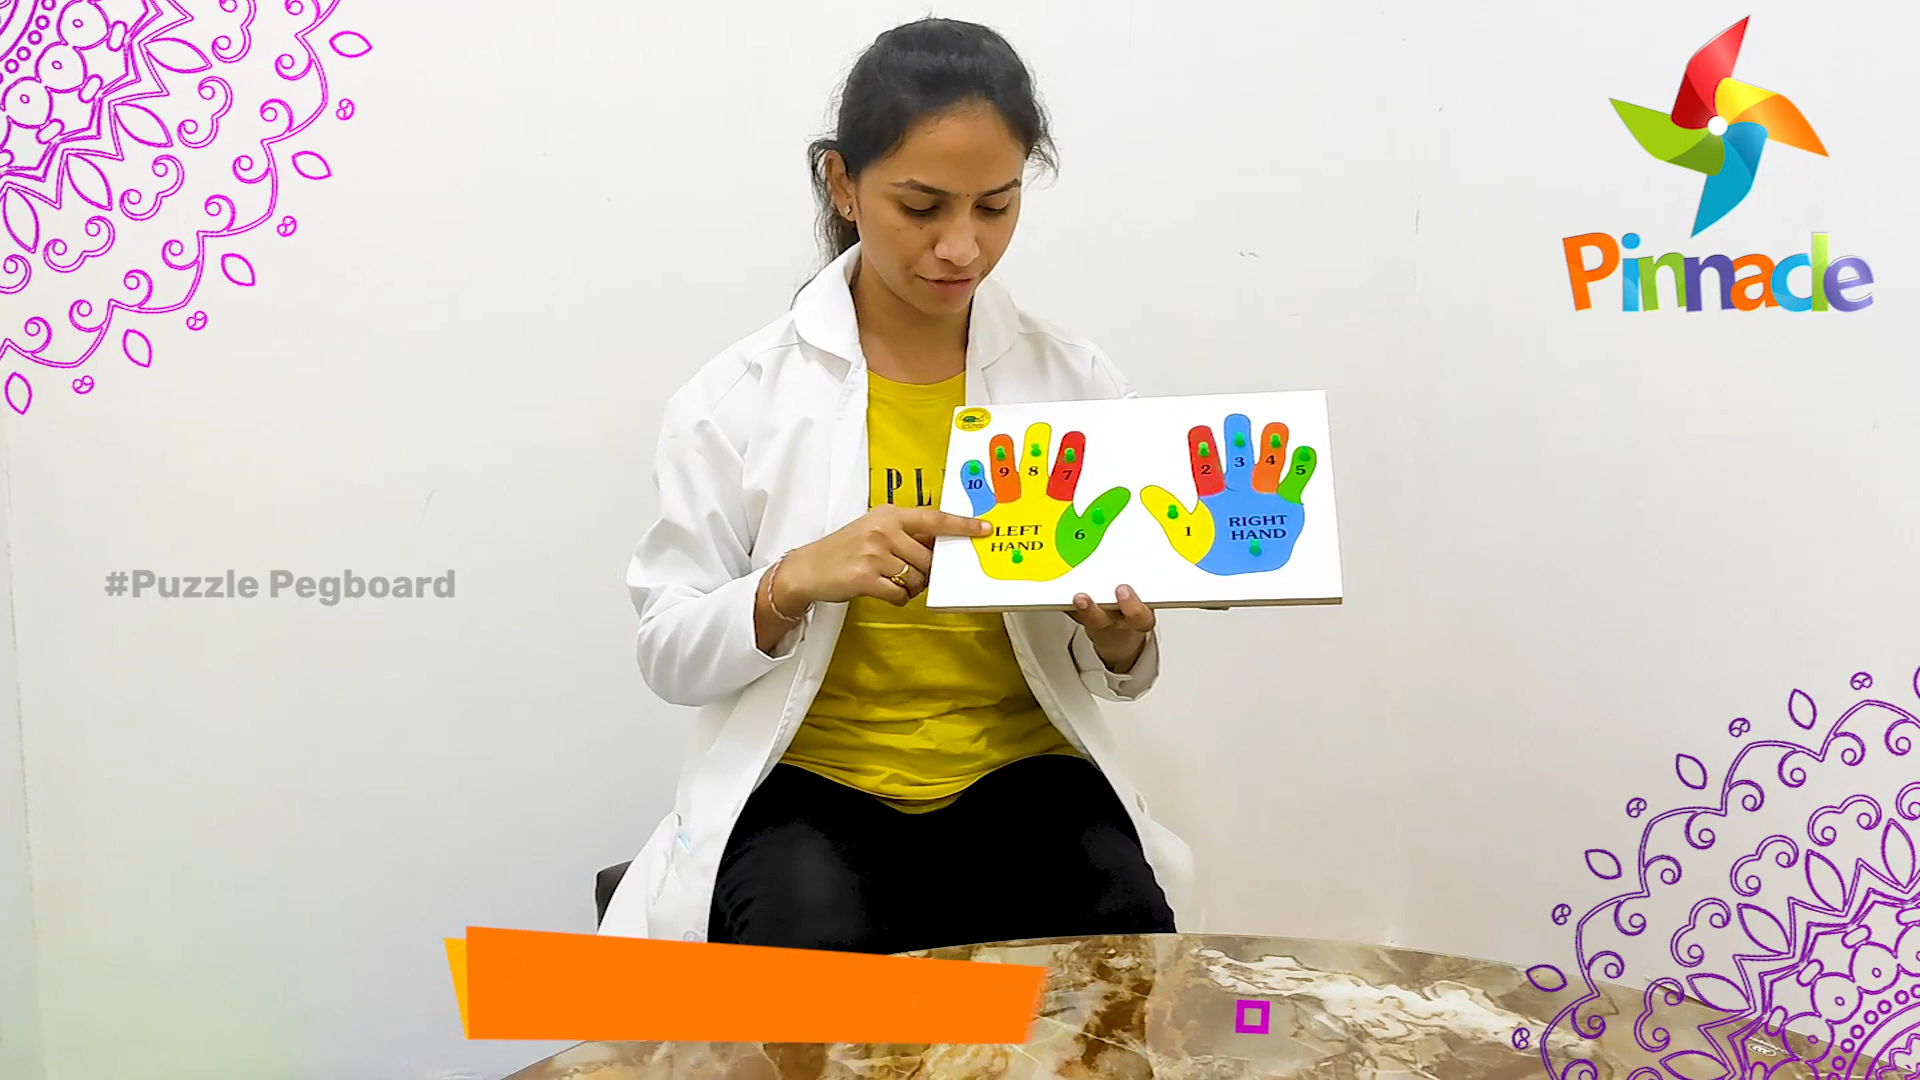 Pinnacle
#Puzzle Pegboard
10 9 8 7 6
LEFT
HAND
1 2 3 4 5
RIGHT
HAND